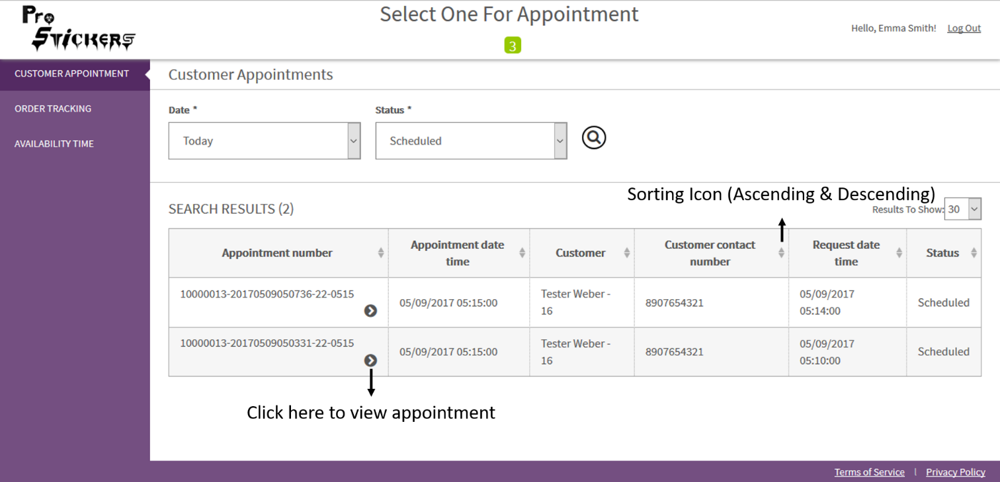 Pro
Stickers
Select One For Appointment
3
Hello, Emma Smith! Log Out
CUSTOMER APPOINTMENT
ORDER TRACKING
AVAILABILITY TIME
Customer Appointments
Date * Status *
Today Scheduled
Sorting Icon (Ascending & Descending)
SEARCH RESULTS (2) Results To Show: 30
Appointment number Appointment date time Customer Customer contact number Request date time Status
10000013-20170509050736-22-0515 05/09/2017 05:15:00 Tester Weber - 16 8907654321 05/09/2017 05:14:00 Scheduled
10000013-20170509050331-22-0515 05/09/2017 05:15:00 Tester Weber - 16 8907654321 05/09/2017 05:10:00 Scheduled
Click here to view appointment
Terms of Service | Privacy Policy